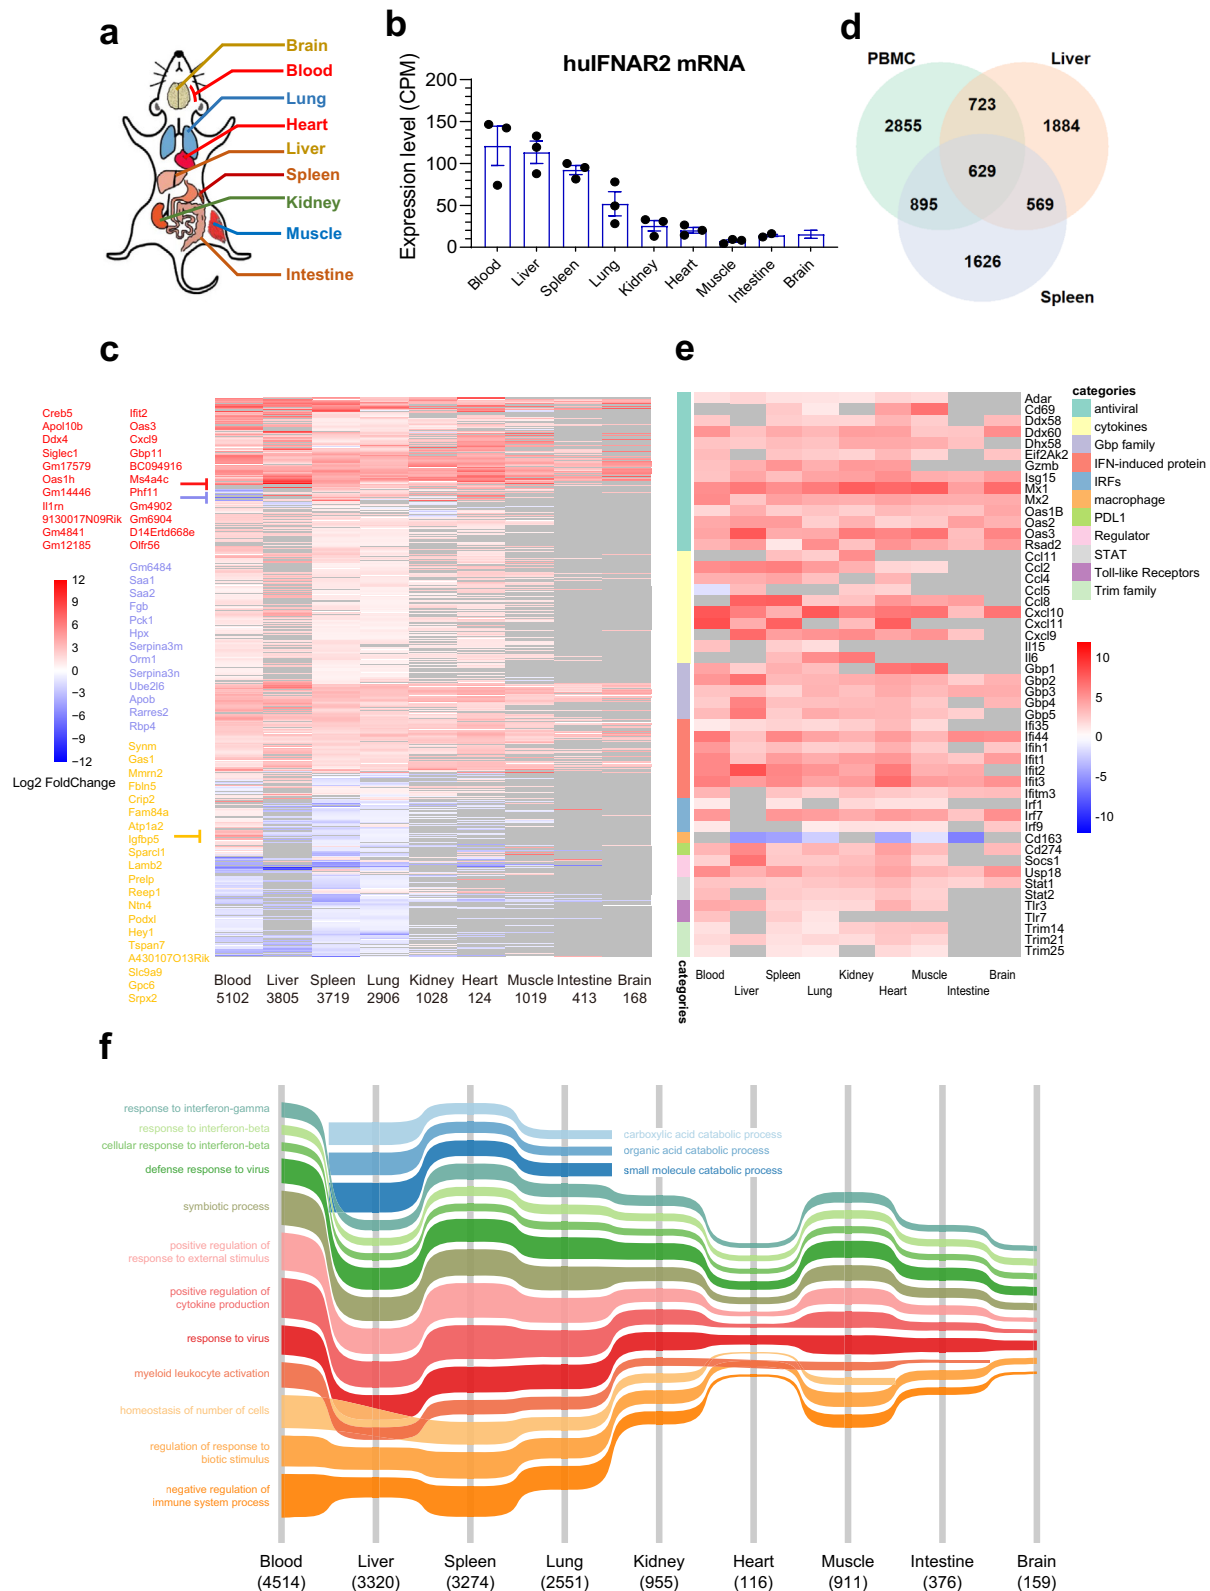 a
Brain
Blood
Lung
Heart
Liver
Spleen
Kidney
Muscle
Intestine
b
huIFNAR2 mRNA
Expression level (CPM)
200
150
100
50
0
Blood
Liver
Spleen
Lung
Kidney
Heart
Muscle
Intestine
Brain
d
PBMC
Liver
723
2855
1884
629
895
569
1626
Spleen
c
Creb5 Ifit2
Apol10b Oas3
Ddx4 Cxcl9
Siglec1 Gbp11
Gm17579 BC094916
Oas1h Ms4a4c
Gm14446 Phf11
Il1rn Gm4902
9130017N09Rik Gm6904
Gm4841 D14Ertd668e
Gm12185 Olfr56
Gm6484
Saa1
Saa2
Fgb
Pck1
Hpx
Serpina3m
Orm1
Serpina3n
Ube2l6
Apob
Rarres2
Rbp4
Synm
Gas1
Mmrn2
Fbln5
Crip2
Fam84a
Atp1a2
Igfbp5
Sparcl1
Lamb2
Prelp
Reep1
Ntn4
Podxl
Hey1
Tspan7
A430107O13Rik
Slc9a9
Gpc6
Srpx2
12
9
6
3
0
−3
−6
−9
−12
Log2 FoldChange
Blood Liver Spleen Lung Kidney Heart Muscle Intestine Brain
5102 3805 3719 2906 1028 124 1019 413 168
e
Adar
Cd69
Ddx58
Ddx60
Dhx58
Eif2Ak2
Gzmb
Isg15
Mx1
Mx2
Oas1B
Oas2
Oas3
Rsad2
Ccl11
Ccl2
Ccl4
Ccl5
Ccl8
Cxcl10
Cxcl11
Cxcl9
Il15
Il6
Gbp1
Gbp2
Gbp3
Gbp4
Gbp5
Ifi35
Ifi44
Ifih1
Ifit1
Ifit2
Ifit3
Ifitm3
Irf1
Irf7
Irf9
Cd163
Cd274
Socs1
Usp18
Stat1
Stat2
Tlr3
Tlr7
Trim14
Trim21
Trim25
categories
Blood
Liver
Spleen
Lung
Kidney
Heart
Muscle
Intestine
Brain
categories
antiviral
cytokines
Gbp family
IFN-induced protein
IRFs
macrophage
PDL1
Regulator
STAT
Toll-like Receptors
Trim family
10
5
0
-5
-10
f
response to interferon-gamma
response to interferon-beta
cellular response to interferon-beta
defense response to virus
symbiotic process
positive regulation of
response to external stimulus
positive regulation of
cytokine production
response to virus
myeloid leukocyte activation
homeostasis of number of cells
regulation of response to
biotic stimulus
negative regulation of
immune system process
carboxylic acid catabolic process
organic acid catabolic process
small molecule catabolic process
Blood Liver Spleen Lung Kidney Heart Muscle Intestine Brain
(4514) (3320) (3274) (2551) (955) (116) (911) (376) (159)